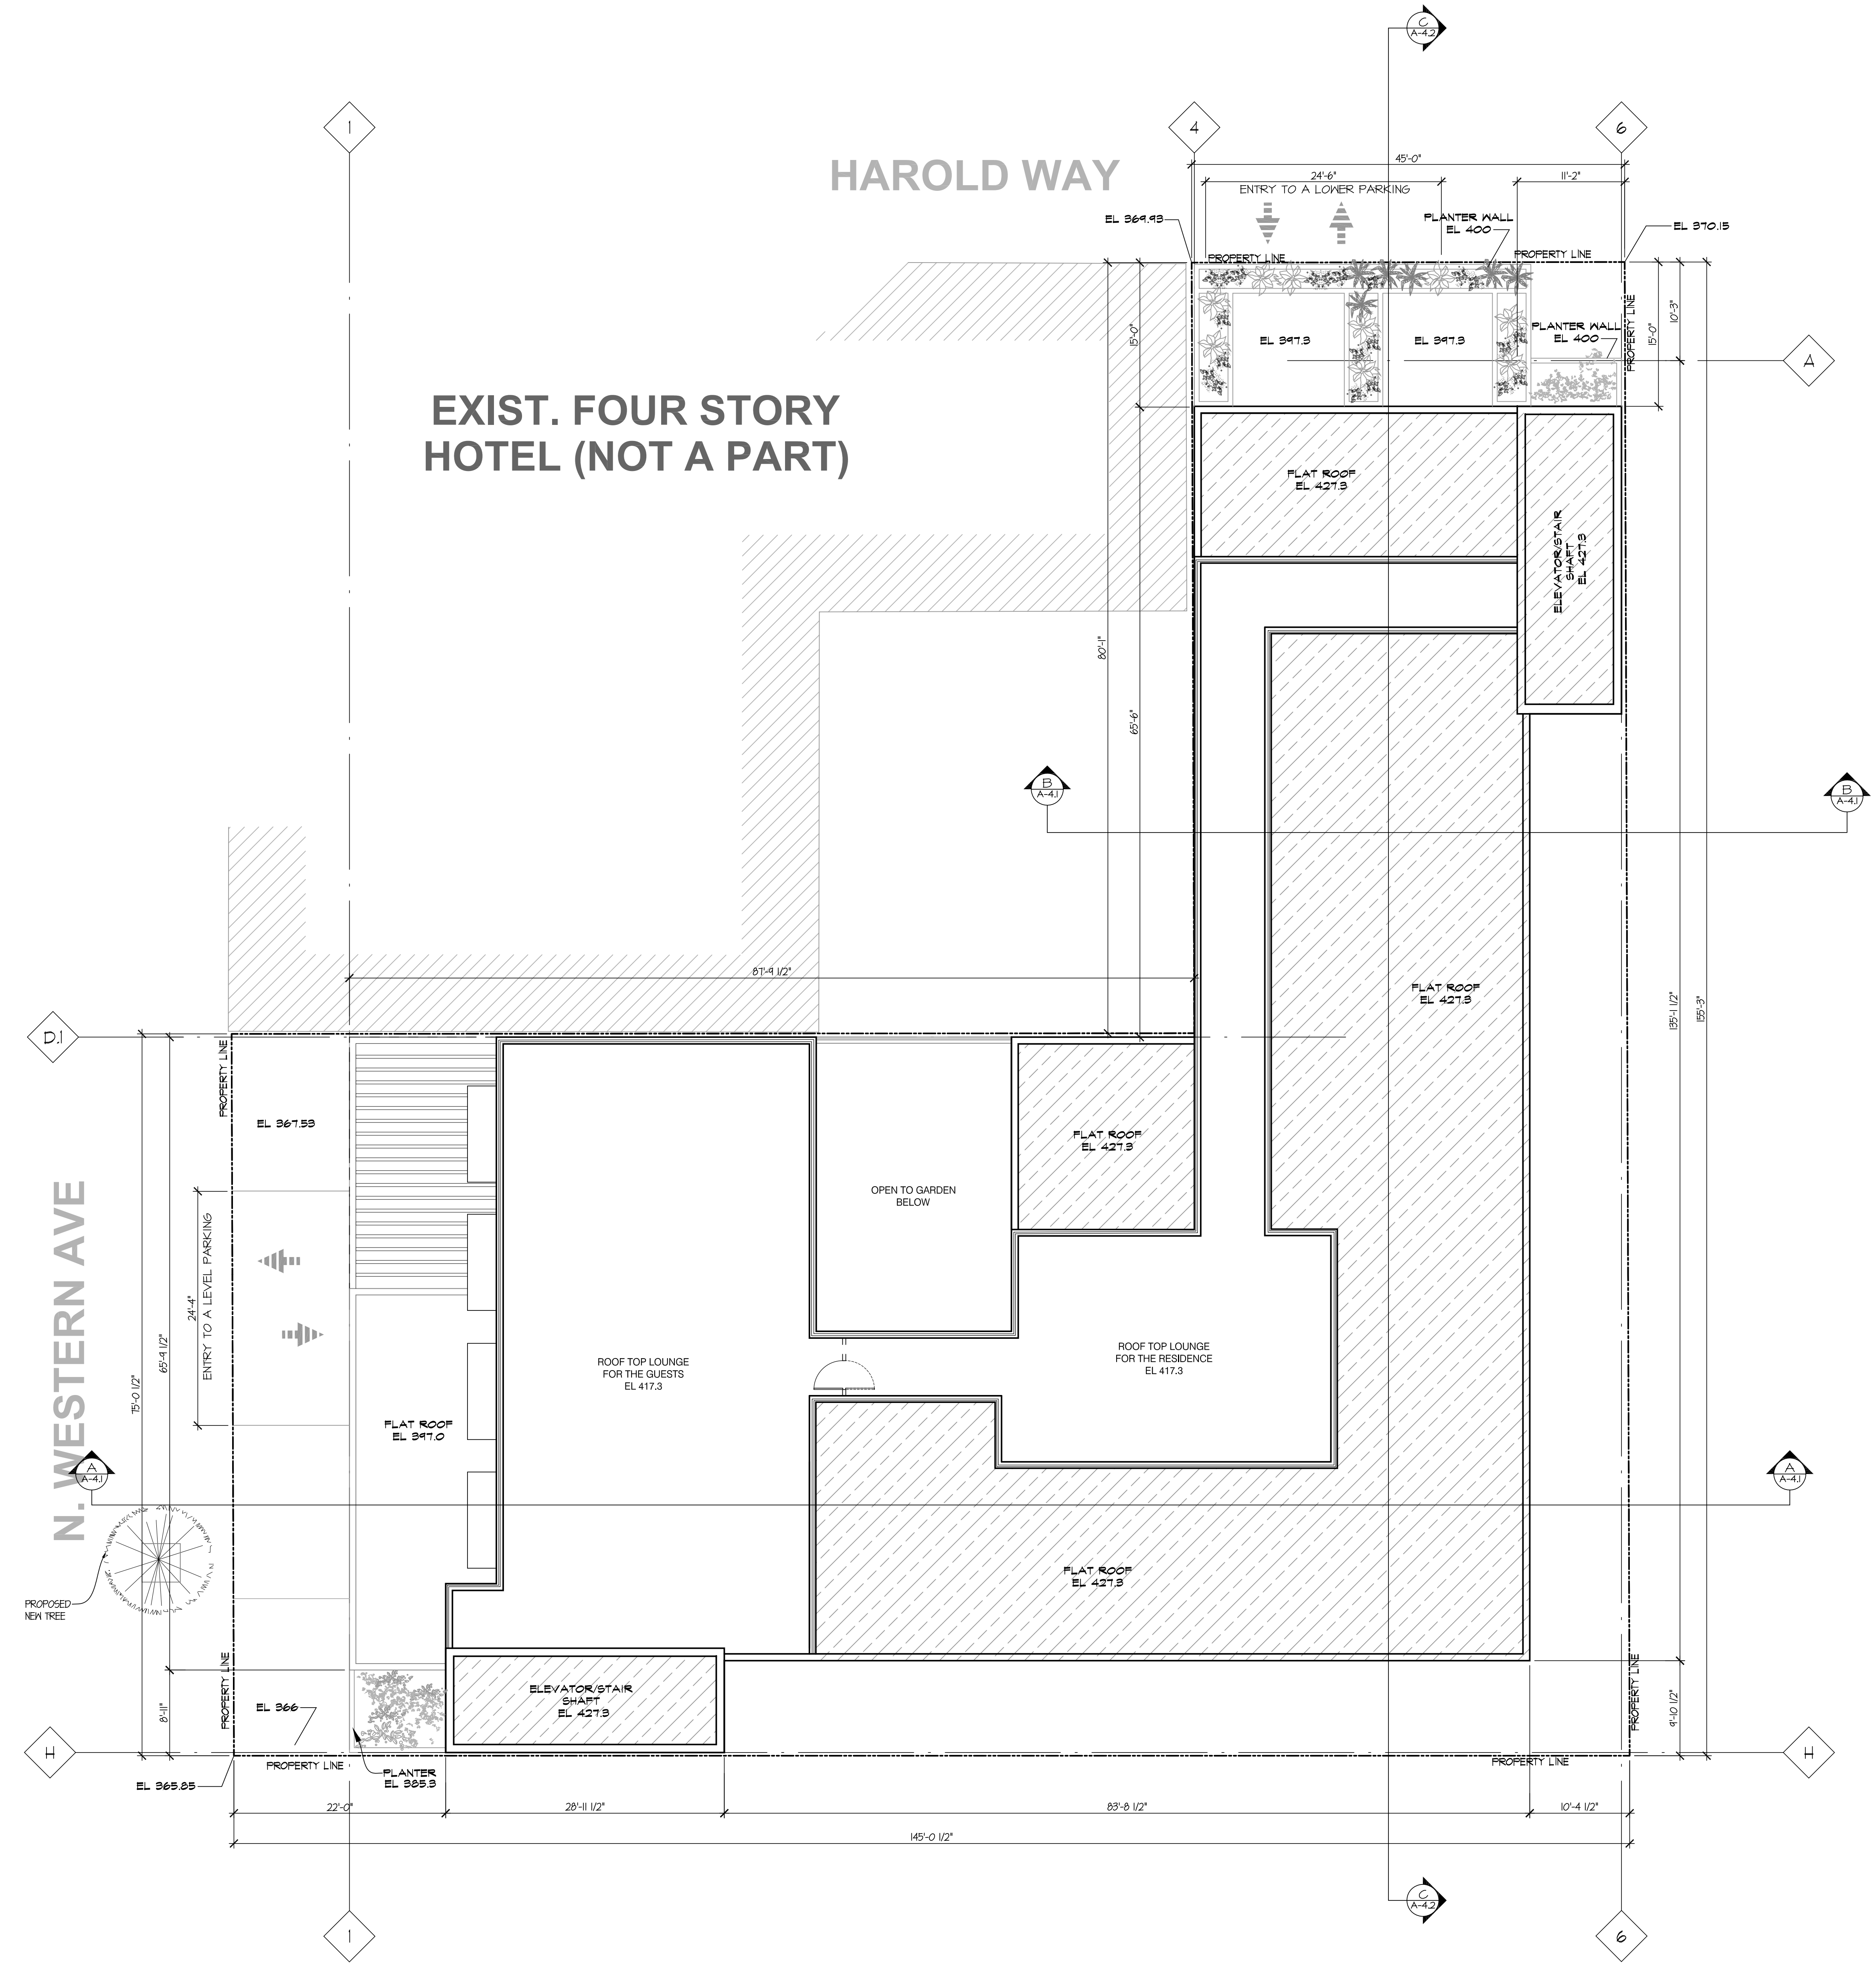 C
A-4.2
1
4
6
HAROLD WAY
45'-0"
24'-6"
11'-2"
ENTRY TO A LOWER PARKING
EL 369.93
PLANTER WALL
EL 400
EL 370.15
PROPERTY LINE
PROPERTY LINE
PROPERTY LINE
15'-0"
EL 397.3
EL 397.3
PLANTER WALL
EL 400
15'-0"
10'-3"
A
EXIST. FOUR STORY
HOTEL (NOT A PART)
FLAT ROOF
EL 427.3
ELEVATOR/STAIR
SHAFT
EL 427.3
80'-1"
65'-6"
B
A-4.1
B
A-4.1
87'-9 1/2"
FLAT ROOF
EL 427.3
135'-1 1/2"
155'-3"
D.1
PROPERTY LINE
EL 367.53
FLAT ROOF
EL 427.3
OPEN TO GARDEN
BELOW
N. WESTERN AVE
24'-4"
ENTRY TO A LEVEL PARKING
65'-9 1/2"
75'-0 1/2"
ROOF TOP LOUNGE
FOR THE GUESTS
EL 417.3
ROOF TOP LOUNGE
FOR THE RESIDENCE
EL 417.3
FLAT ROOF
EL 397.0
A
A-4.1
A
A-4.1
FLAT ROOF
EL 427.3
PROPOSED
NEW TREE
PROPERTY LINE
8'-11"
EL 366
ELEVATOR/STAIR
SHAFT
EL 427.3
PROPERTY LINE
9'-10 1/2"
H
H
PROPERTY LINE
PLANTER
EL 385.3
PROPERTY LINE
EL 365.85
22'-0"
28'-11 1/2"
83'-8 1/2"
10'-4 1/2"
145'-0 1/2"
C
A-4.2
1
6